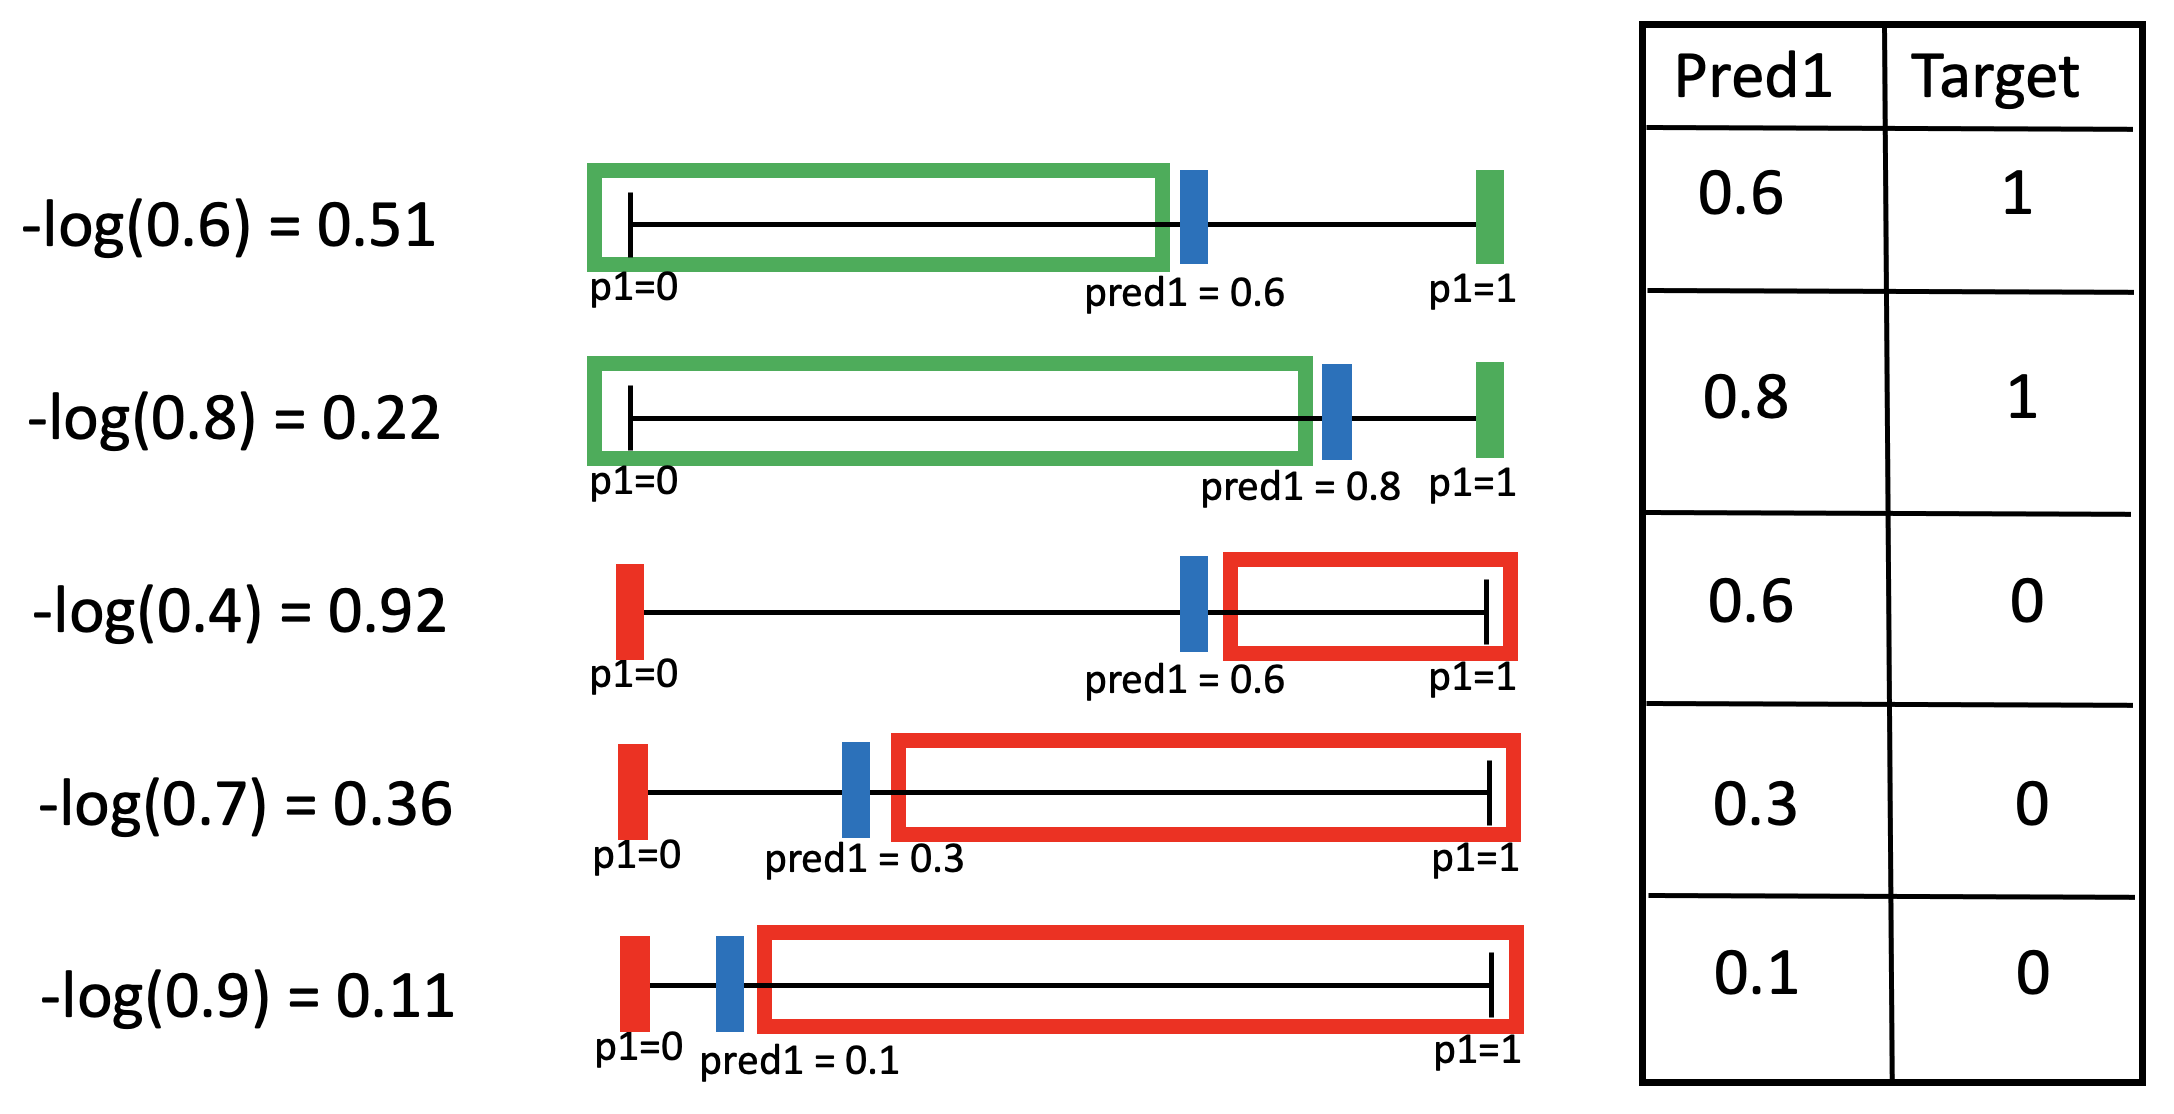 Pred1 Target
-log(0.6) = 0.51
p1=0 pred1 = 0.6 p1=1
0.6 1
-log(0.8) = 0.22
p1=0 pred1 = 0.8 p1=1
0.8 1
-log(0.4) = 0.92
p1=0 pred1 = 0.6 p1=1
0.6 0
-log(0.7) = 0.36
p1=0 pred1 = 0.3 p1=1
0.3 0
-log(0.9) = 0.11
p1=0 pred1 = 0.1 p1=1
0.1 0